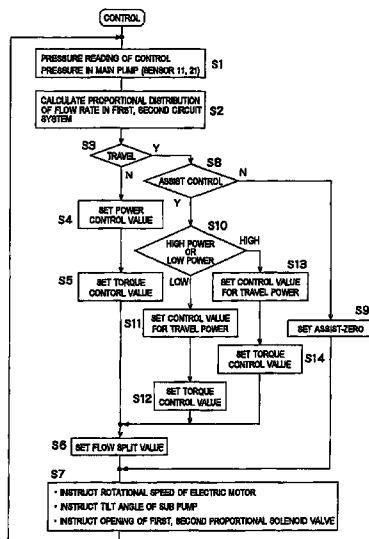 CONTROL
PRESSURE READING OF CONTROL
PRESSURE IN MAIN PUMP (SENSOR 11, 21)
S1
CALCULATE PROPORTIONAL DISTRIBUTION
OF FLOW RATE IN FIRST, SECOND CIRCUIT
SYSTEM
S2
S3
TRAVEL
Y
N
S8
ASSIST CONTROL
N
Y
S4
SET POWER
CONTROL VALUE
S10
HIGH POWER
OR
LOW POWER
HIGH
LOW
S13
SET CONTROL VALUE
FOR TRAVEL POWER
S5
SET TORQUE
CONTORL VALUE
S11
SET CONTROL VALUE
FOR TRAVEL POWER
S9
SET ASSIST-ZERO
SET TORQUE
CONTROL VALUE
S14
S12
SET TORQUE
CONTROL VALUE
S6
SET FLOW SPLIT VALUE
S7
• INSTRUCT ROTATIONAL SPEED OF ELECTRIC MOTOR
• INSTRUCT TILT ANGLE OF SUB PUMP
• INSTRUCT OPENING OF FIRST, SECOND PROPORTIONAL SOLENOID VALVE